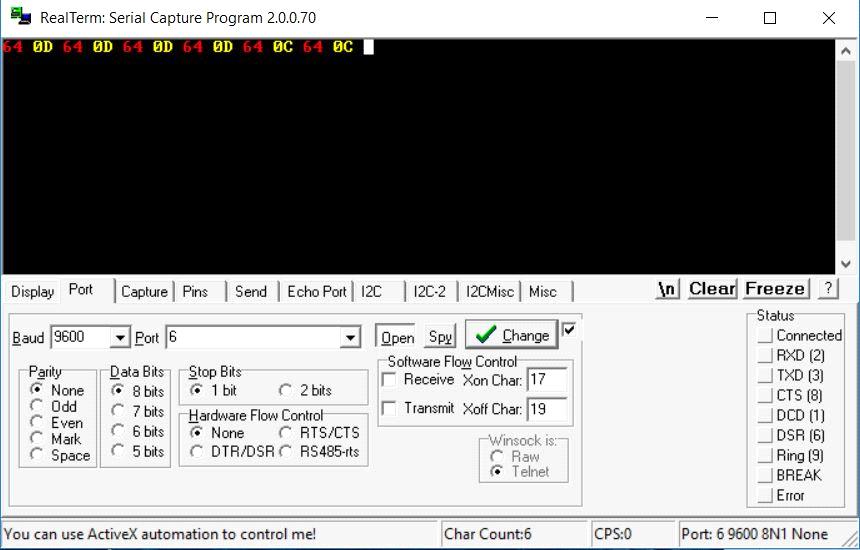 RealTerm: Serial Capture Program 2.0.0.70
64 0D 64 0D 64 0D 64 0D 64 0C 64 0C
Display Port Capture Pins Send Echo Port I2C I2C-2 I2CMisc Misc \n Clear Freeze ?
Baud 9600 Port 6 Open Spy Change
Parity
None
Odd
Even
Mark
Space
Data Bits
8 bits
7 bits
6 bits
5 bits
Stop Bits
1 bit 2 bits
Hardware Flow Control
None RTS/CTS
DTR/DSR RS485-rts
Software Flow Control
Receive Xon Char: 17
Transmit Xoff Char: 19
Winsock is:
Raw
Telnet
Status
Connected
RXD (2)
TXD (3)
CTS (8)
DCD (1)
DSR (6)
Ring (9)
BREAK
Error
You can use ActiveX automation to control me! Char Count:6 CPS:0 Port: 6 9600 8N1 None